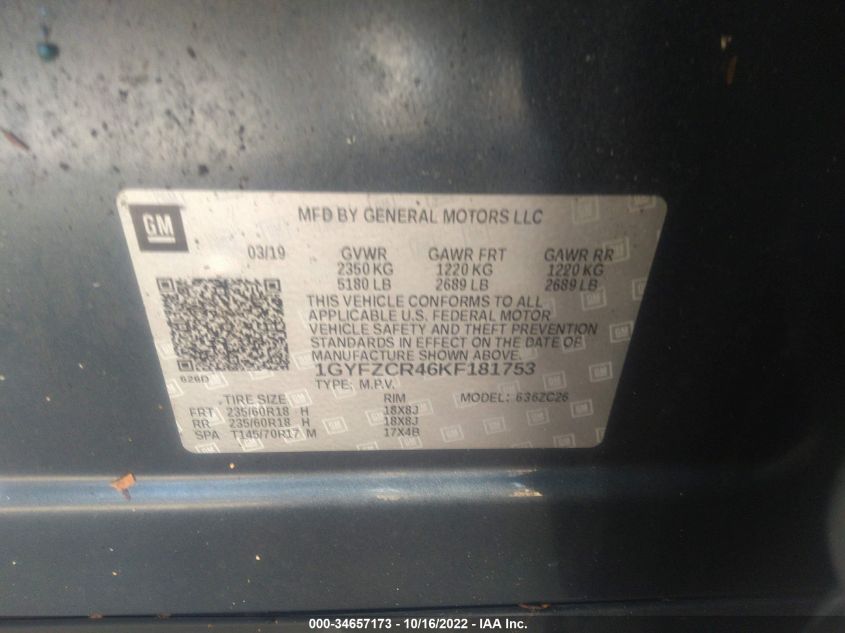 GM
MFD BY GENERAL MOTORS LLC
03/19 GVWR GAWR FRT GAWR RR
2350 KG 1220 KG 1220 KG
5180 LB 2689 LB 2689 LB
THIS VEHICLE CONFORMS TO ALL
APPLICABLE U.S. FEDERAL MOTOR
VEHICLE SAFETY AND THEFT PREVENTION
STANDARDS IN EFFECT ON THE DATE OF
MANUFACTURE SHOWN ABOVE.
1GYFZCR46KF181753
TYPE: M.P.V.
TIRE SIZE RIM MODEL: 636ZC26
FRT 235/60R18 H 18X8J
RR 235/60R18 H 18X8J
SPA T145/70R17 M 17X4B
000-34657173 - 10/16/2022 - IAA Inc.